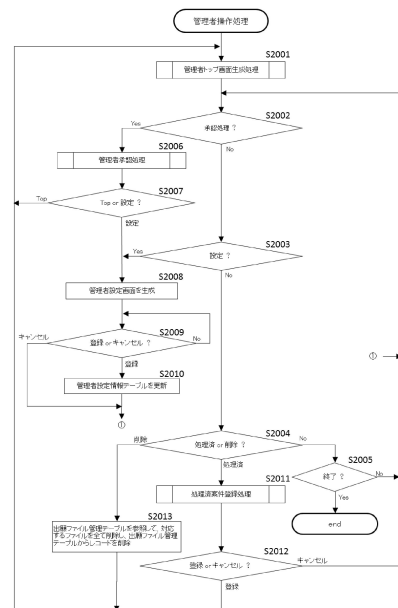 管理者操作処理
S2001
管理者トップ画面生成処理
S2002
承認処理 ?
Yes
No
S2006
管理者承認処理
S2007
Top or 設定 ?
Top
設定
S2003
設定 ?
Yes
No
S2008
管理者設定画面を生成
S2009
登録 or キャンセル ?
キャンセル
No
登録
S2010
管理者設定情報テーブルを更新
①
①
S2004
処理済 or 削除 ?
削除
No
処理済
S2005
終了 ?
No
Yes
end
S2011
処理済案件登録処理
S2013
出願ファイル管理テーブルを参照して、対応
するファイルを全て削除し、出願ファイル管理
テーブルからレコードを削除
S2012
登録 or キャンセル ?
キャンセル
登録